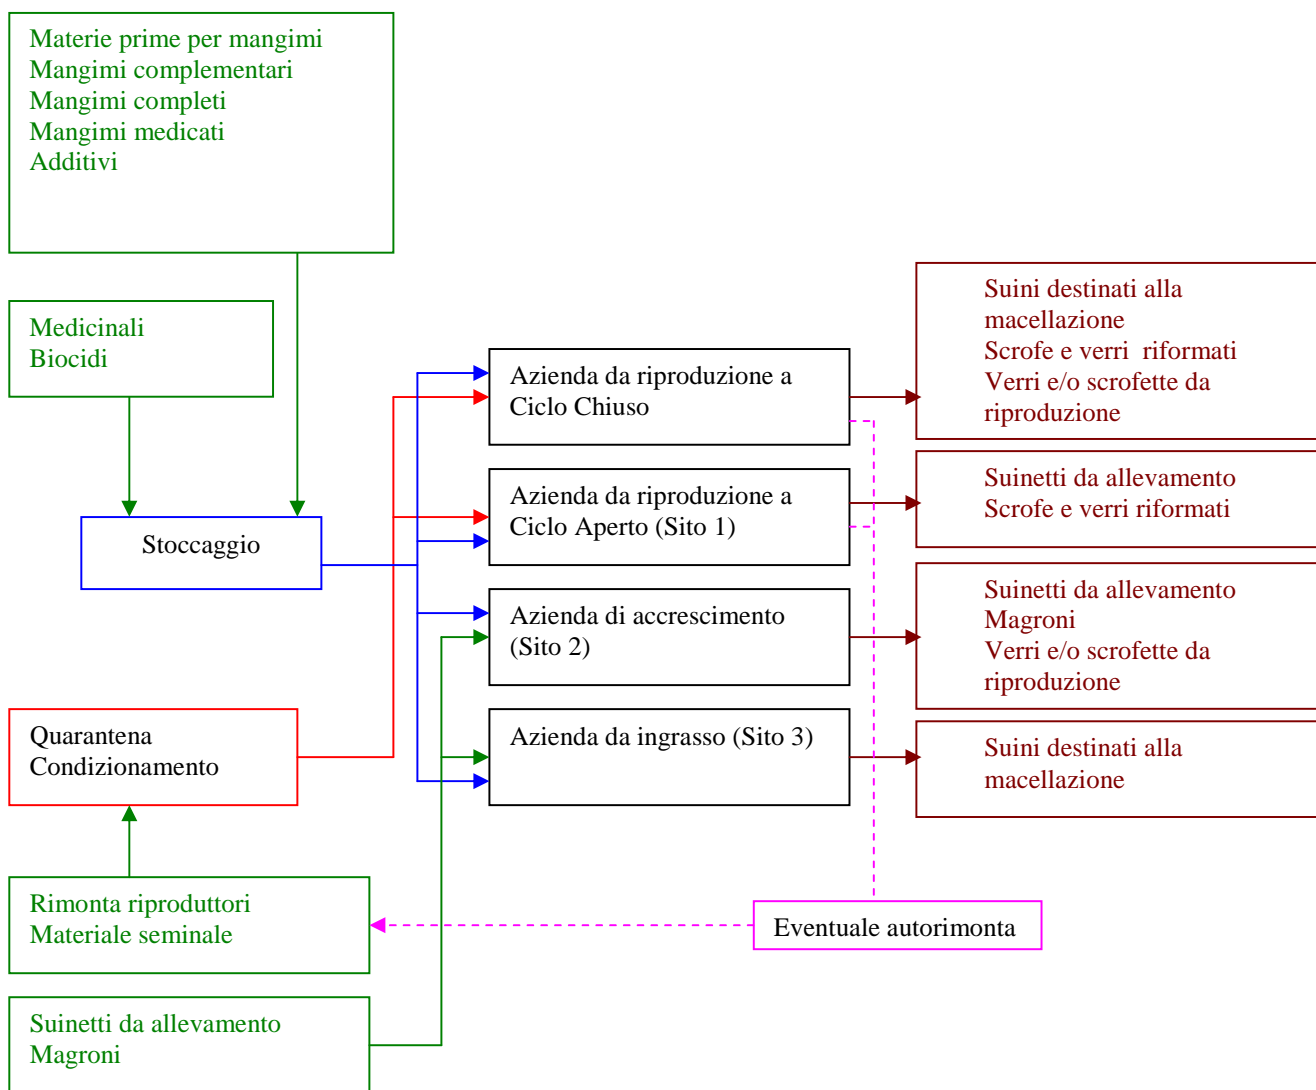 Materie prime per mangimi
Mangimi complementari
Mangimi completi
Mangimi medicati
Additivi
Medicinali
Biocidi
Stoccaggio
Quarantena
Condizionamento
Rimonta riproduttori
Materiale seminale
Suinetti da allevamento
Magroni
Azienda da riproduzione a
Ciclo Chiuso
Azienda da riproduzione a
Ciclo Aperto (Sito 1)
Azienda di accrescimento
(Sito 2)
Azienda da ingrasso (Sito 3)
Eventuale autorimonta
Suini destinati alla
macellazione
Scrofe e verri riformati
Verri e/o scrofette da
riproduzione
Suinetti da allevamento
Scrofe e verri riformati
Suinetti da allevamento
Magroni
Verri e/o scrofette da
riproduzione
Suini destinati alla
macellazione